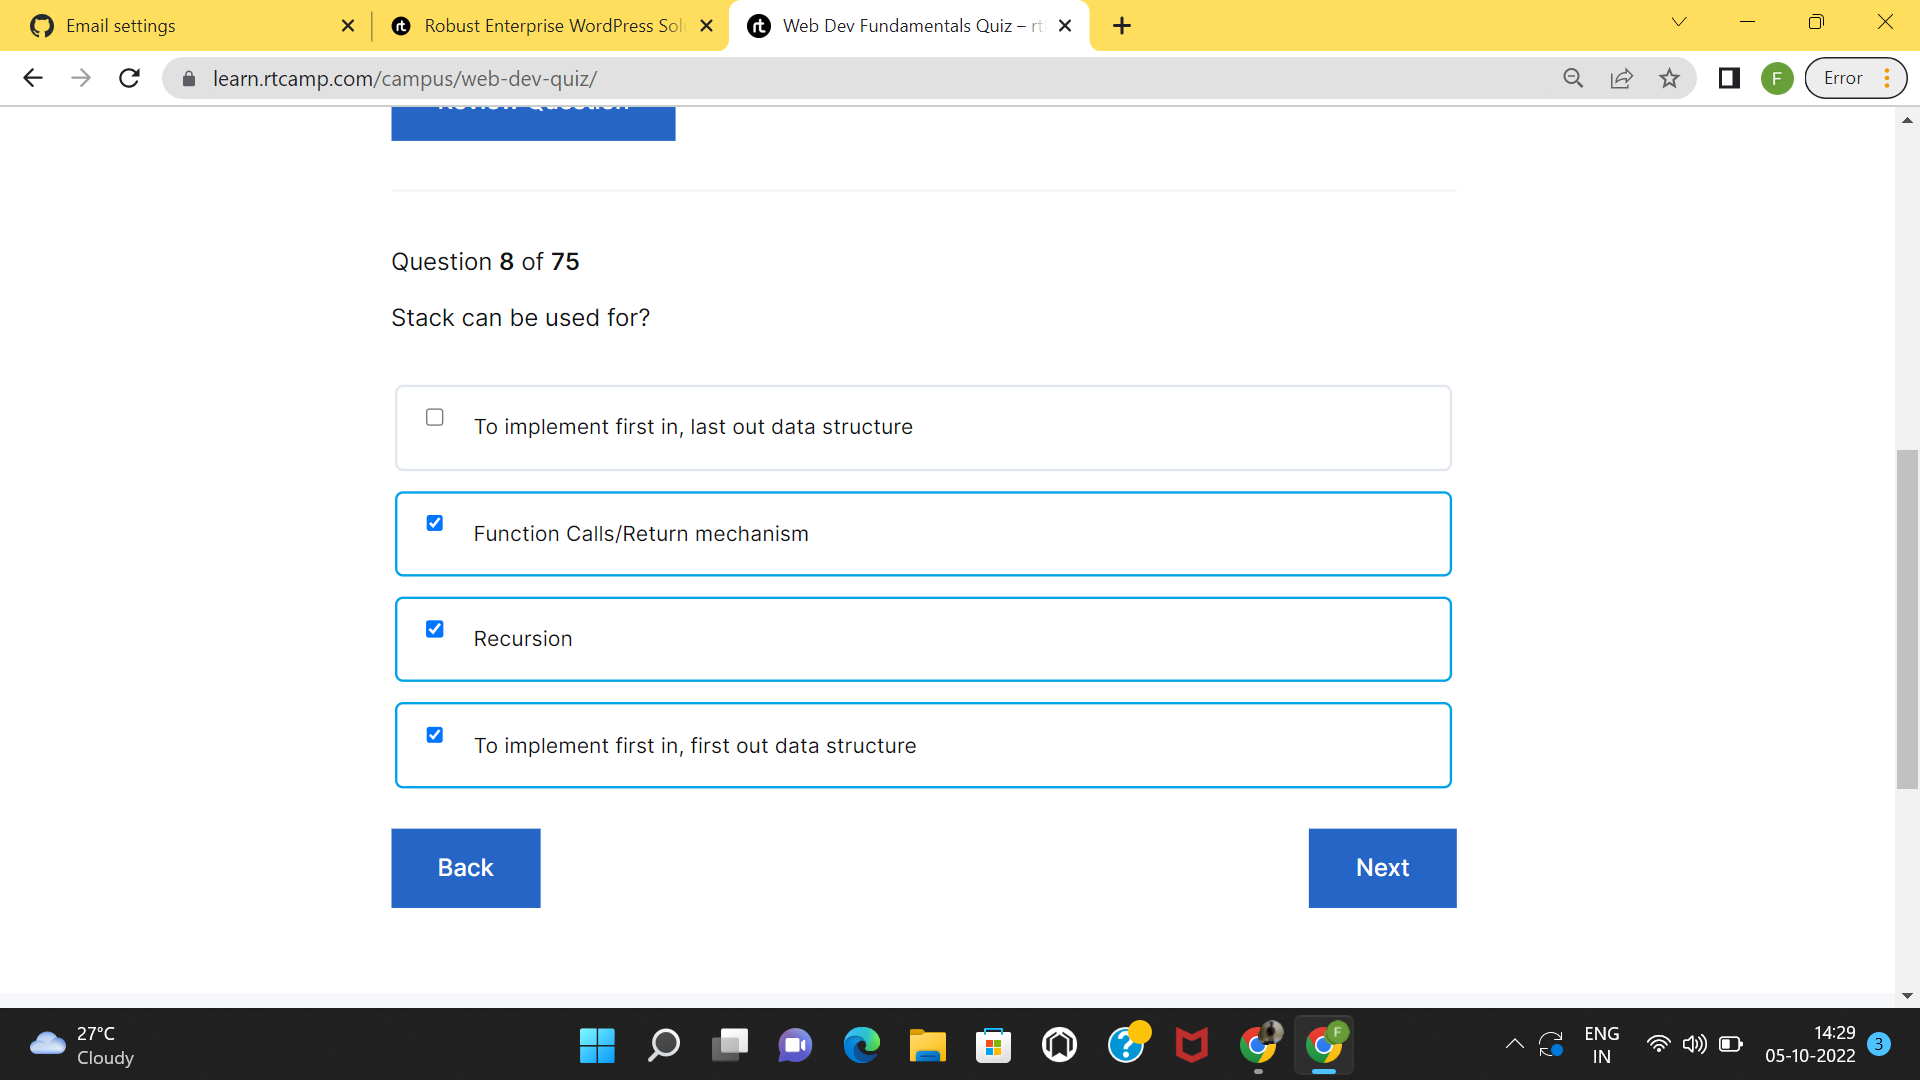 Email settings
Robust Enterprise WordPress Sol
Web Dev Fundamentals Quiz – rt
learn.rtcamp.com/campus/web-dev-quiz/
F
Error
Review Question
Question 8 of 75
Stack can be used for?
To implement first in, last out data structure
Function Calls/Return mechanism
Recursion
To implement first in, first out data structure
Back
Next
27°C
Cloudy
F
ENG
IN
14:29
05-10-2022
3